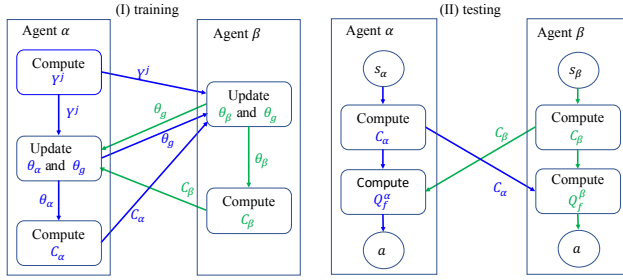 (I) training
(II) testing
Agent α
Compute
Y^j
Y^j
Update
θ_α and θ_g
θ_α
Compute
C_α
Y^j
θ_g
θ_g
C_β
C_α
Agent β
Update
θ_β and θ_g
θ_β
Compute
C_β
Agent α
s_α
Compute
C_α
Compute
Q_f^α
a
C_β
C_α
Agent β
s_β
Compute
C_β
Compute
Q_f^β
a